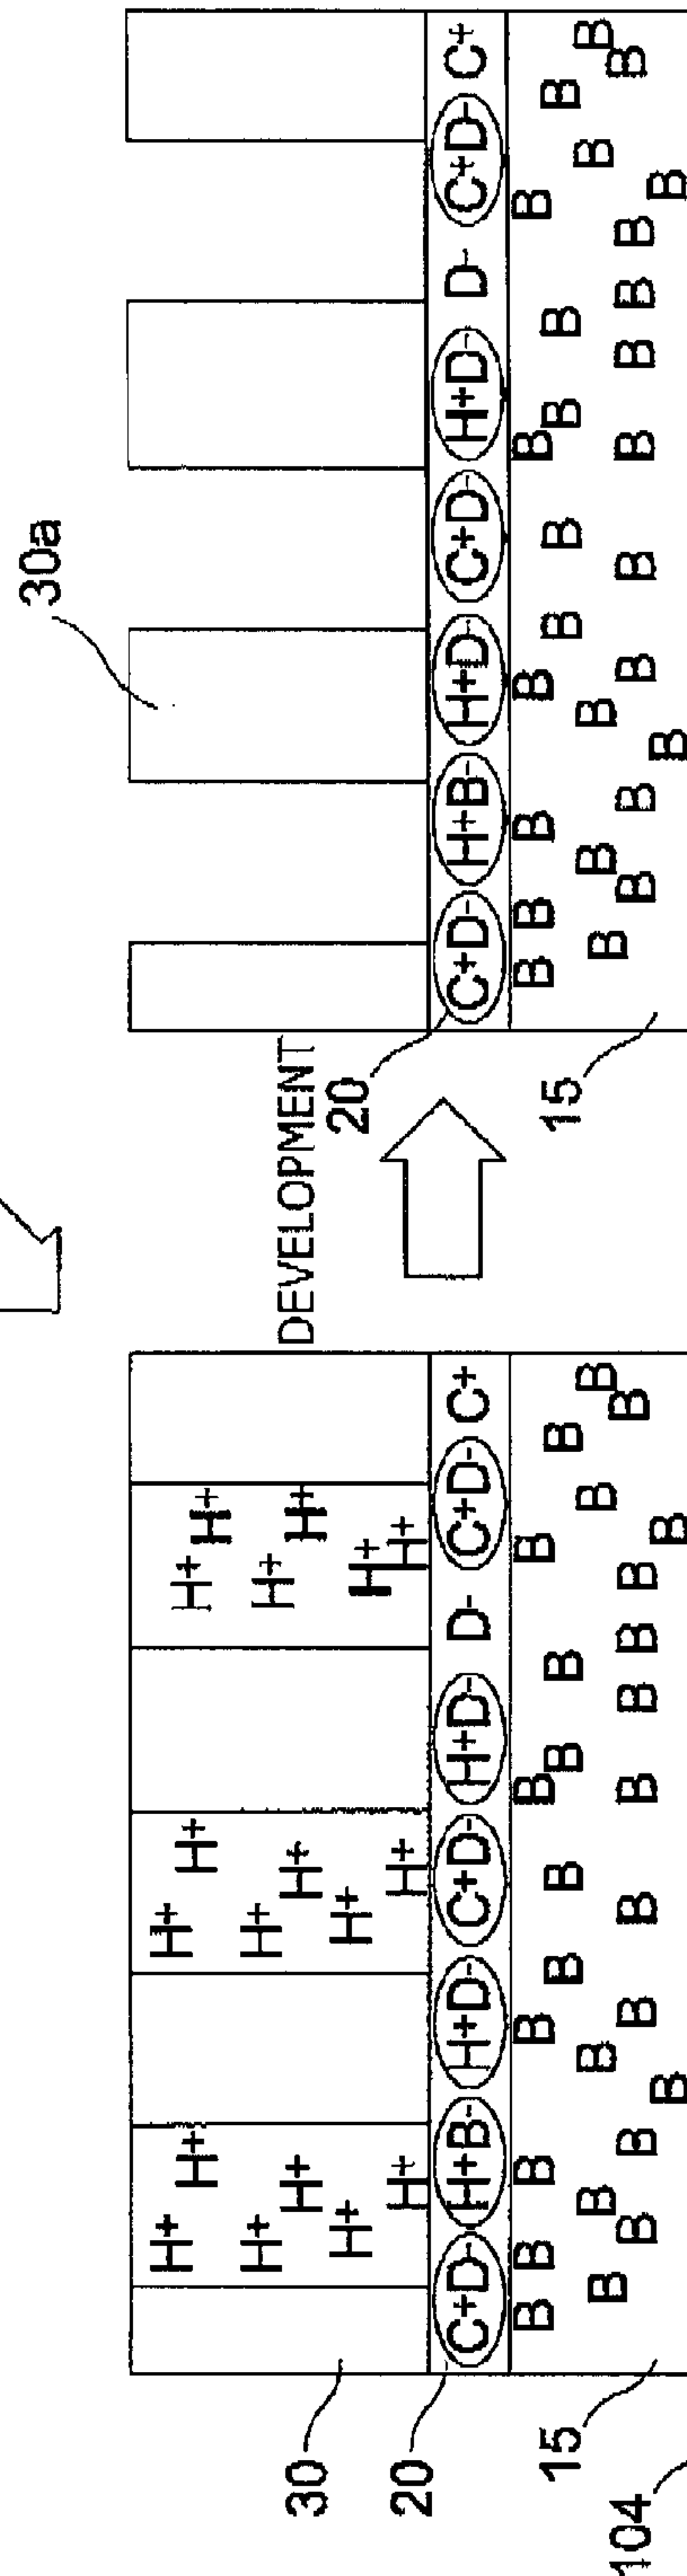 H+ H+ H+ H+
H+ H+ H+ H+ H+
H+ H+ H+ H+ H+
H+ H+ H+ H+
C+D- H+B- H+D- C+D- H+D- D- C+D- C+
B B B B B B
B B B B B
B B B B B
B B B B B B B B B
B B
30
20
15
104
DEVELOPMENT
30a
C+D- H+B- H+D- C+D- H+D- D- C+D- C+
B B B B B B
B B B B B
B B B B B
B B B B B B B B B
B B
20
15